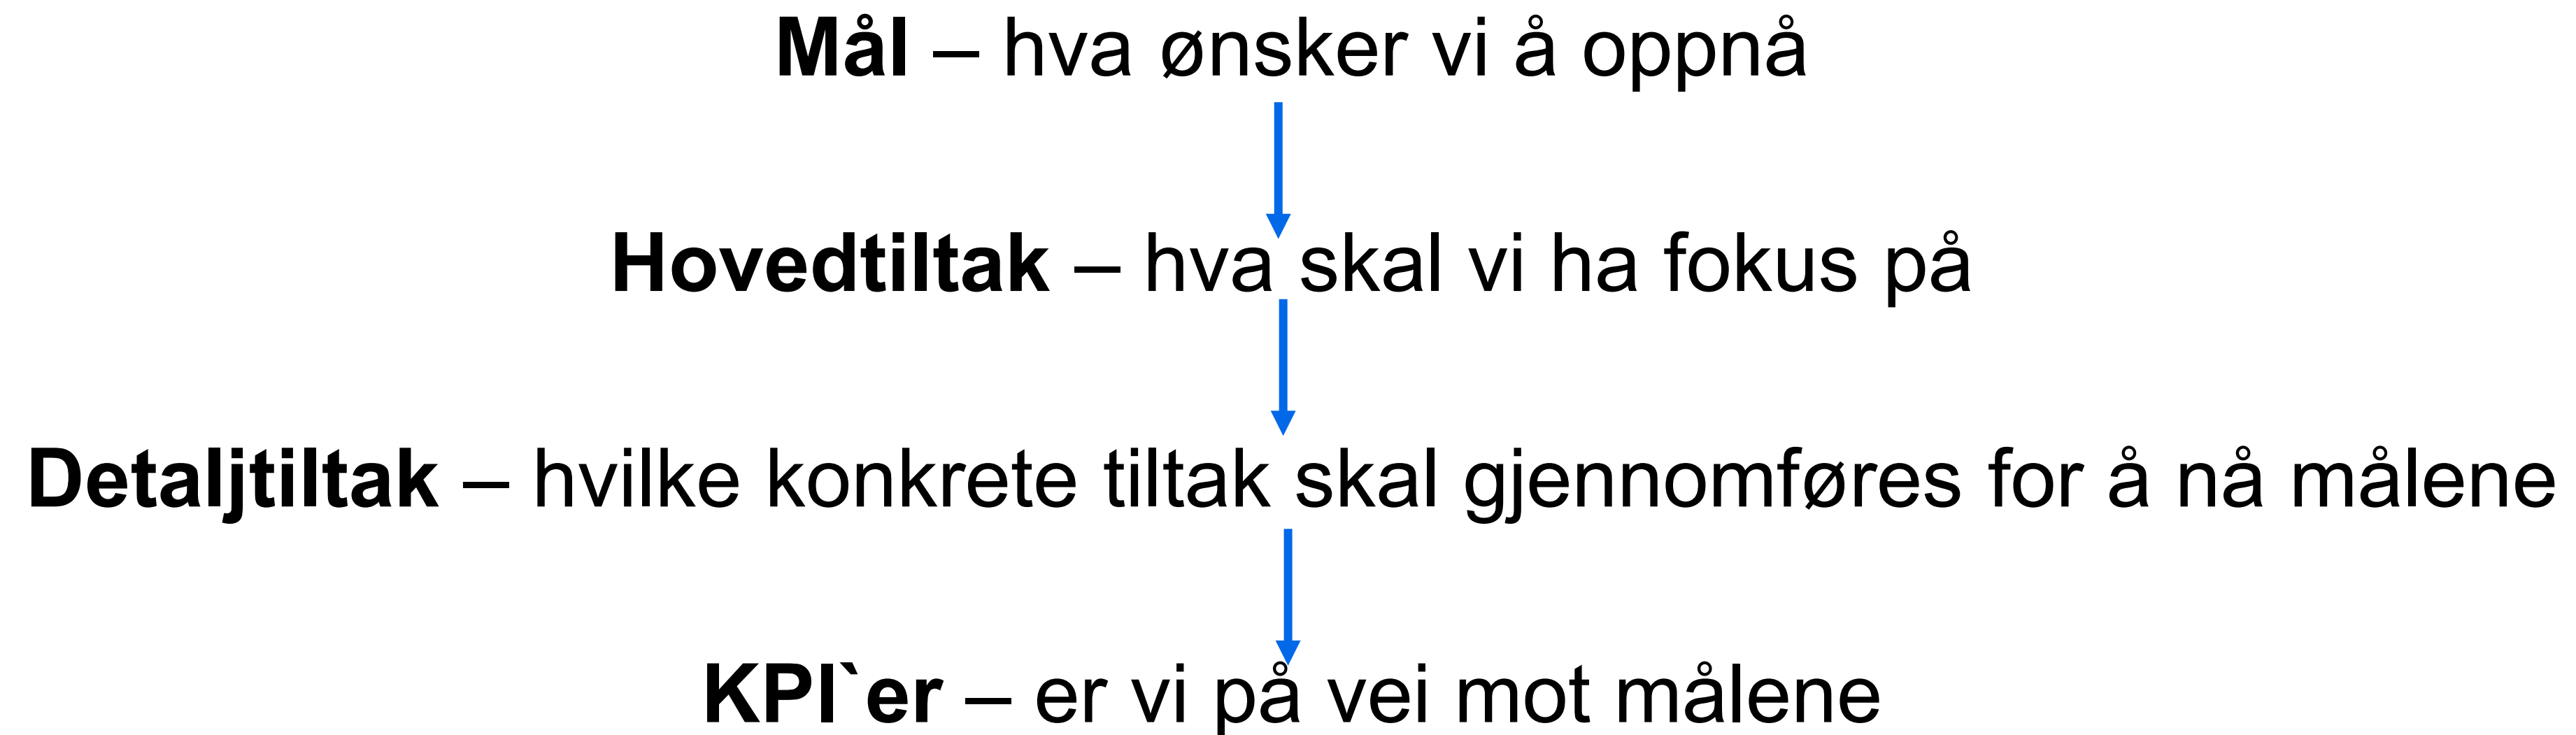 Mål – hva ønsker vi å oppnå
Hovedtiltak – hva skal vi ha fokus på
Detaljtiltak – hvilke konkrete tiltak skal gjennomføres for å nå målene
KPI`er – er vi på vei mot målene